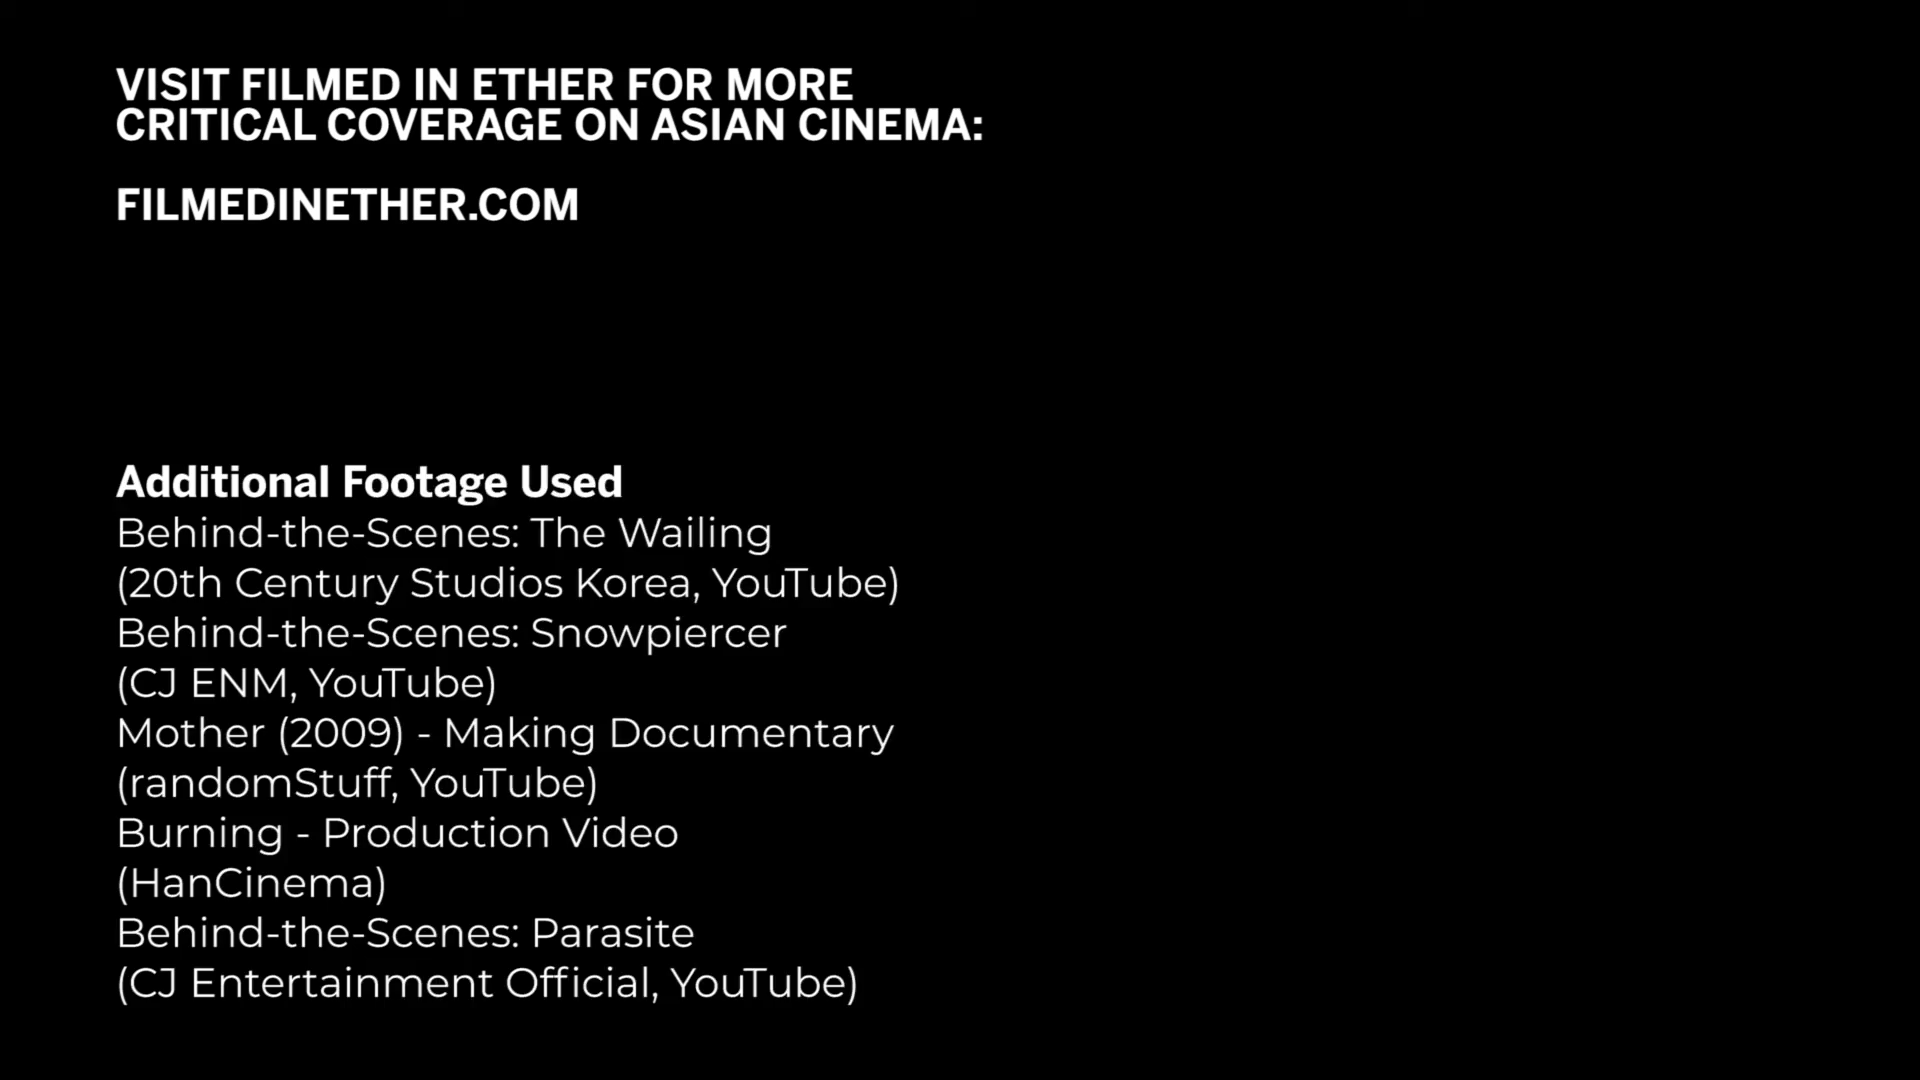 VISIT FILMED IN ETHER FOR MORE
CRITICAL COVERAGE ON ASIAN CINEMA:
FILMEDINETHER.COM
Additional Footage Used
Behind-the-Scenes: The Wailing
(20th Century Studios Korea, YouTube)
Behind-the-Scenes: Snowpiercer
(CJ ENM, YouTube)
Mother (2009) - Making Documentary
(randomStuff, YouTube)
Burning - Production Video
(HanCinema)
Behind-the-Scenes: Parasite
(CJ Entertainment Official, YouTube)